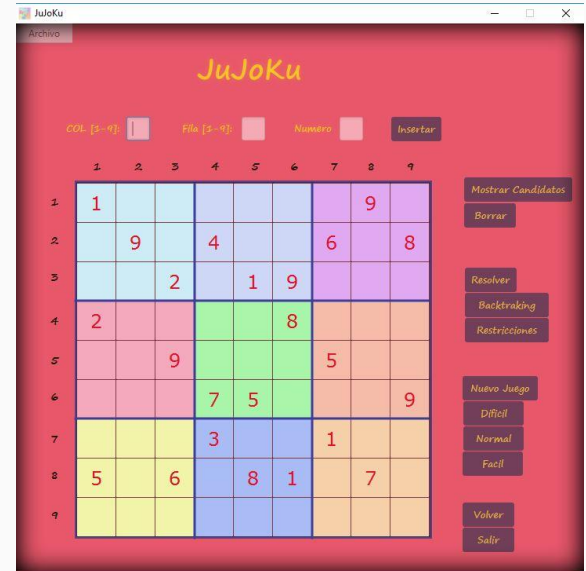 JuJoKu
Archivo
JuJoKu
COL [1-9]: Fila [1-9]: Numero Insertar
1 2 3 4 5 6 7 8 9
1 1 9
2 9 4 6 8
3 2 1 9
4 2 8
5 9 5
6 7 5 9
7 3 1
8 5 6 8 1 7
9
Mostrar Candidatos
Borrar
Resolver
Backtraking
Restricciones
Nuevo Juego
Dificil
Normal
Facil
Volver
Salir